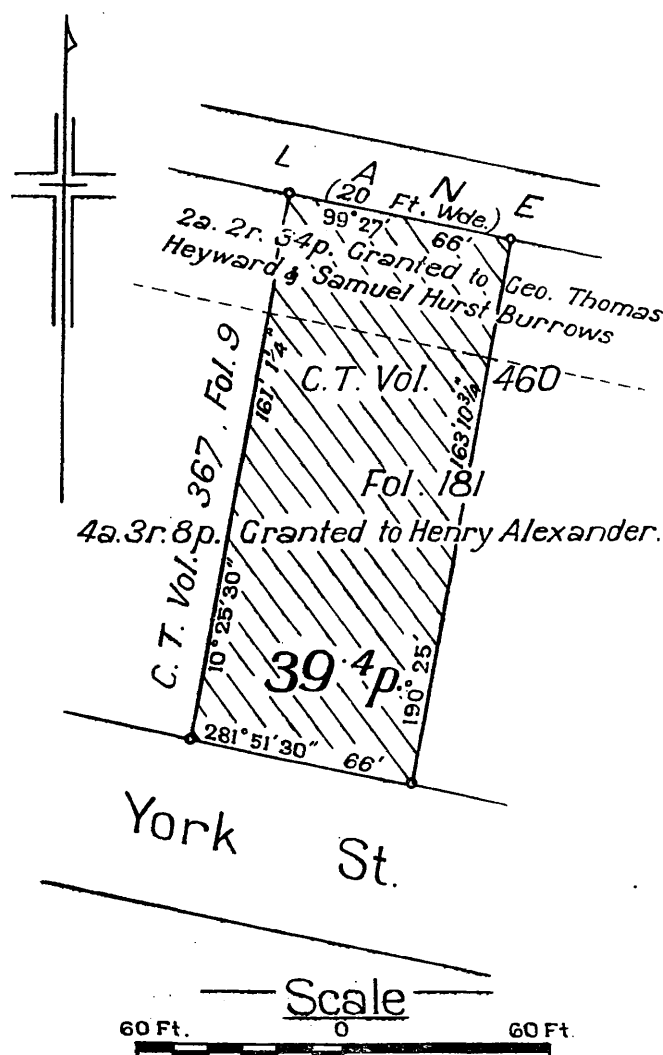 L A N E
(20 Ft. Wde.)
99° 27' 66'
2a. 2r. 34p. Granted to Geo. Thomas
Heyward & Samuel Hurst Burrows
C.T. Vol. 460
Fol. 181
161' 1¼"
163' 10¾"
C. T. Vol. 367. Fol. 9
4a. 3r. 8p. Granted to Henry Alexander.
10° 25' 30"
39.4p.
190° 25'
281° 51' 30" 66'
York St.
Scale
60 Ft. 0 60 Ft.